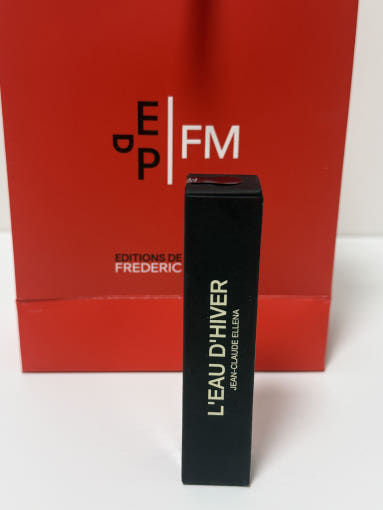 E
D
P
FM
EDITIONS DE
FREDERIC
L'EAU D'HIVER
JEAN-CLAUDE ELLENA